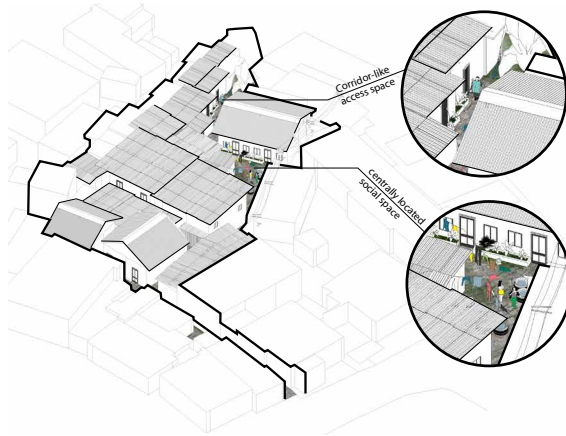 Corridor-like
access space
centrally located
social space